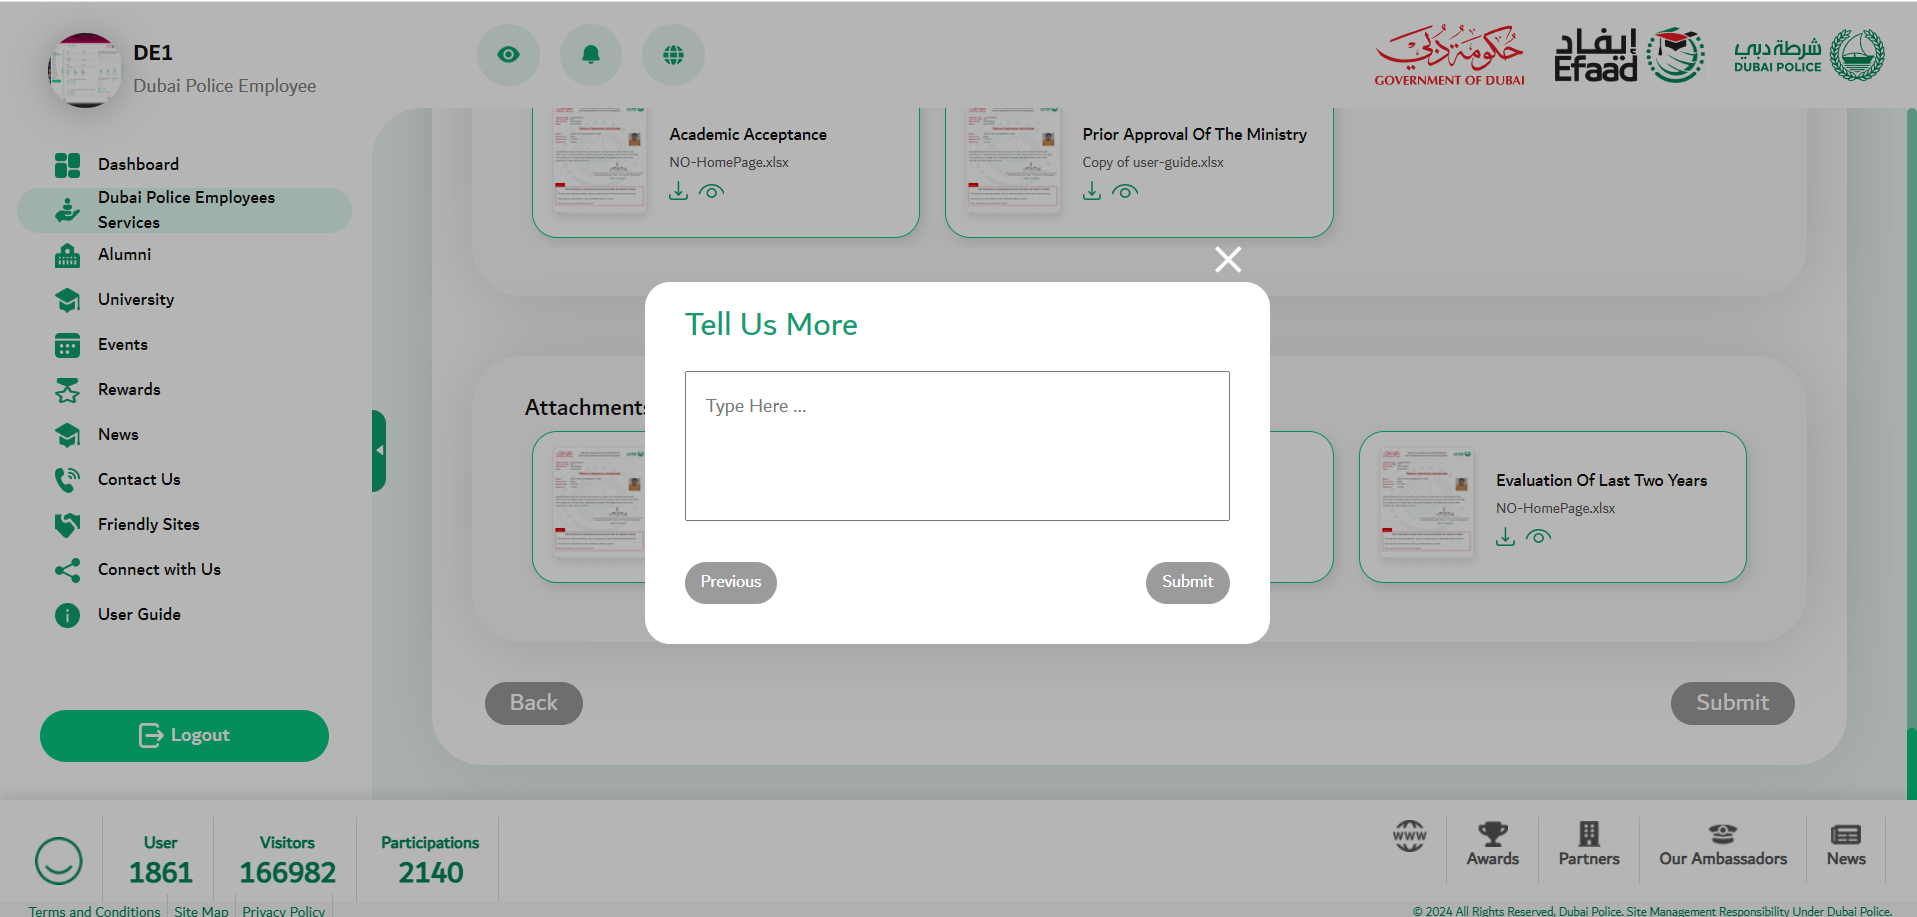 DE1
Dubai Police Employee
حكومة دبي
GOVERNMENT OF DUBAI
إيفاد
Efaad
شرطة دبي
DUBAI POLICE
Dashboard
Dubai Police Employees
Services
Alumni
University
Events
Rewards
News
Contact Us
Friendly Sites
Connect with Us
User Guide
Logout
Academic Acceptance
NO-HomePage.xlsx
Prior Approval Of The Ministry
Copy of user-guide.xlsx
Tell Us More
Type Here ...
Previous
Submit
Attachments
Evaluation Of Last Two Years
NO-HomePage.xlsx
Back
Submit
User
1861
Visitors
166982
Participations
2140
WWW
Awards
Partners
Our Ambassadors
News
Terms and Conditions
Site Map
Privacy Policy
© 2024 All Rights Reserved, Dubai Police. Site Management Responsibility Under Dubai Police.